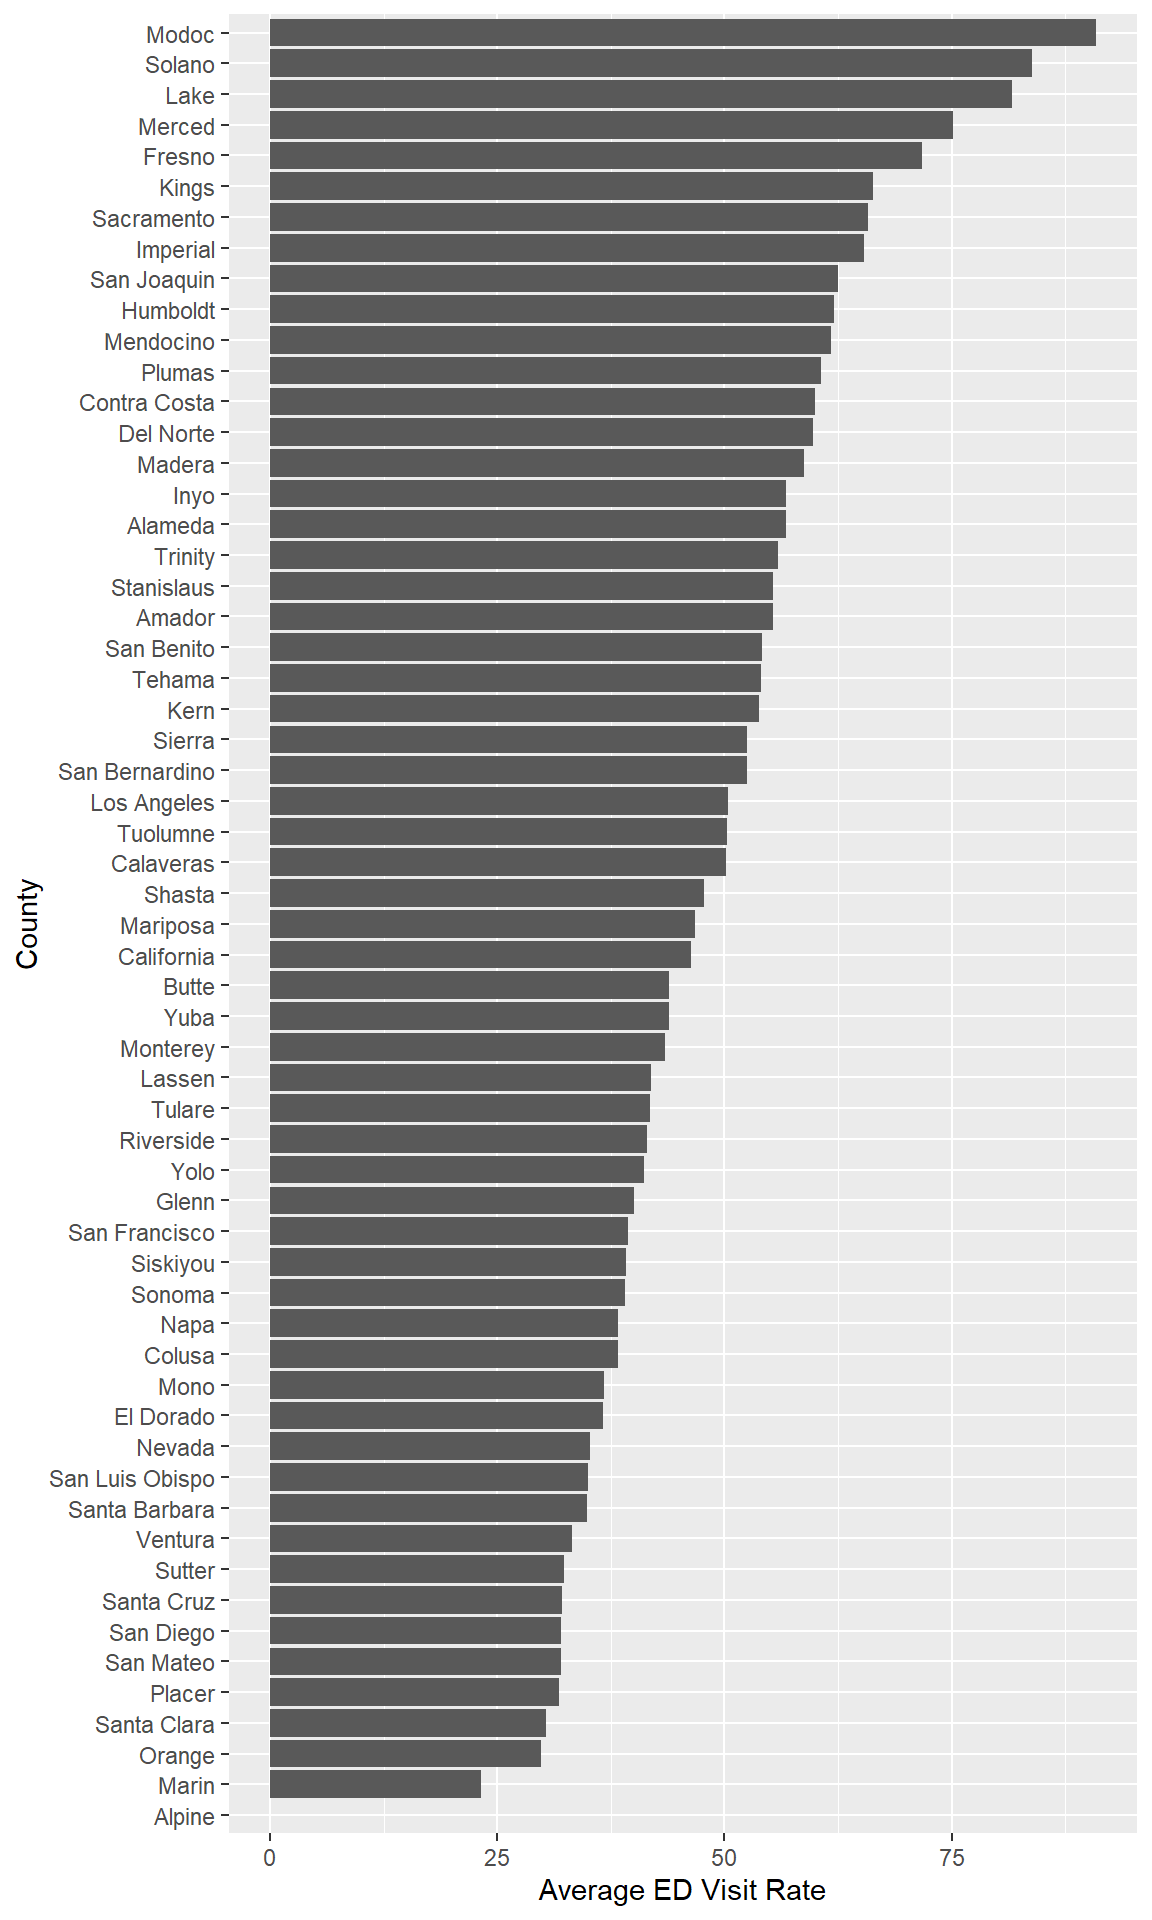 Modoc
Solano
Lake
Merced
Fresno
Kings
Sacramento
Imperial
San Joaquin
Humboldt
Mendocino
Plumas
Contra Costa
Del Norte
Madera
Inyo
Alameda
Trinity
Stanislaus
Amador
San Benito
Tehama
Kern
Sierra
San Bernardino
Los Angeles
Tuolumne
Calaveras
Shasta
Mariposa
California
Butte
Yuba
Monterey
Lassen
Tulare
Riverside
Yolo
Glenn
San Francisco
Siskiyou
Sonoma
Napa
Colusa
Mono
El Dorado
Nevada
San Luis Obispo
Santa Barbara
Ventura
Sutter
Santa Cruz
San Diego
San Mateo
Placer
Santa Clara
Orange
Marin
Alpine
County
0 25 50 75
Average ED Visit Rate